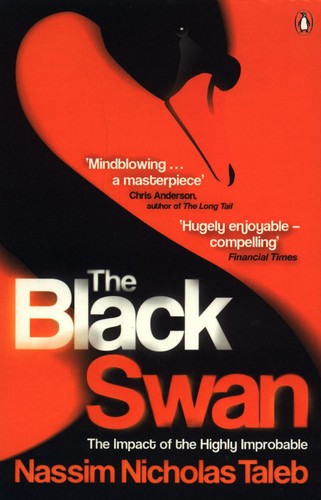 'Mindblowing ...
a masterpiece'
Chris Anderson,
author of The Long Tail
'Hugely enjoyable –
compelling'
Financial Times
The
Black
Swan
The Impact of the Highly Improbable
Nassim Nicholas Taleb